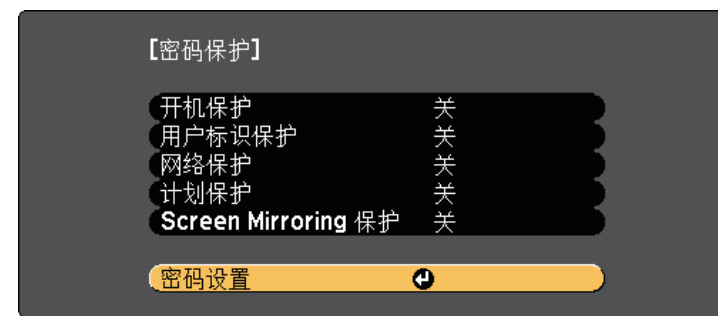 [密码保护]
开机保护 关
用户标识保护 关
网络保护 关
计划保护 关
Screen Mirroring 保护 关
密码设置